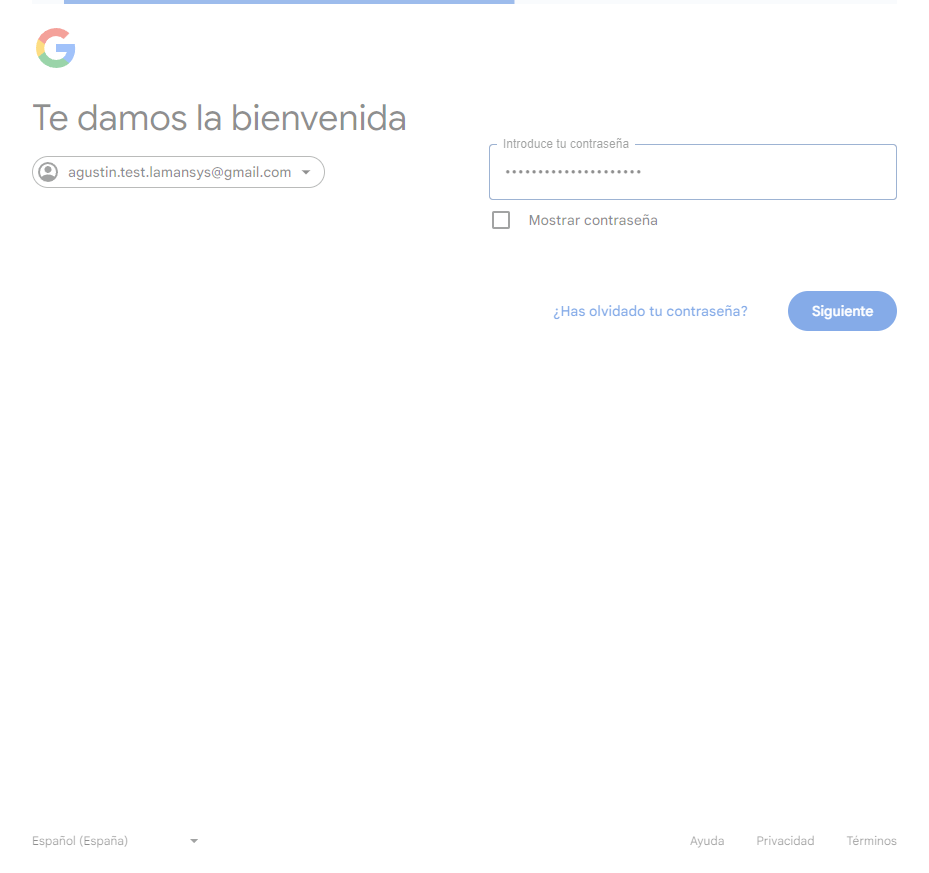 Te damos la bienvenida
agustin.test.lamansys@gmail.com
Introduce tu contraseña
•••••••••••••••••••••
Mostrar contraseña
¿Has olvidado tu contraseña?
Siguiente
Español (España)
Ayuda
Privacidad
Términos